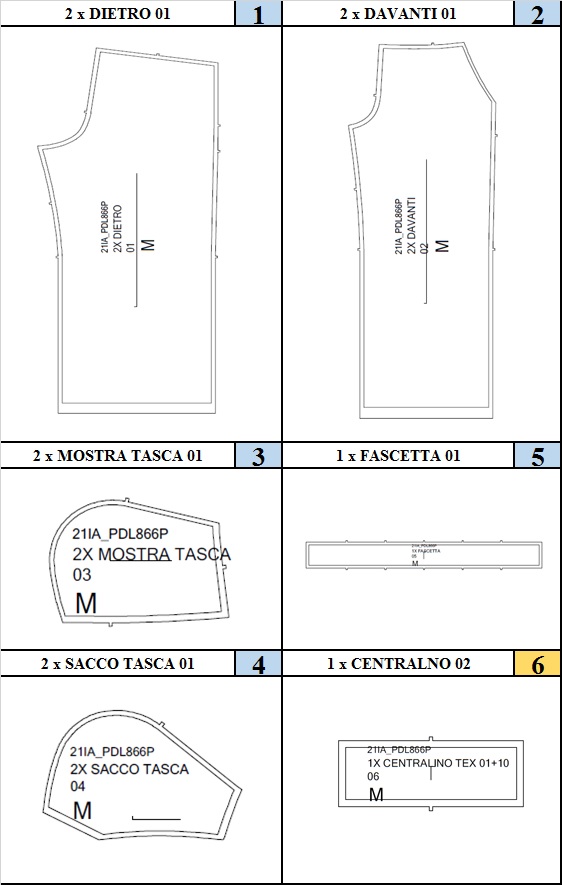 2 x DIETRO 01
1
2 x DAVANTI 01
2
21IA_PDL866P
2X DIETRO
01
M
21IA_PDL866P
2X DAVANTI
02
M
2 x MOSTRA TASCA 01
3
1 x FASCETTA 01
5
21IA_PDL866P
2X MOSTRA TASCA
03
M
21IA_PDL866P
1X FASCETTA
05
M
2 x SACCO TASCA 01
4
1 x CENTRALNO 02
6
21IA_PDL866P
2X SACCO TASCA
04
M
21IA_PDL866P
1X CENTRALINO TEX 01+10
06
M